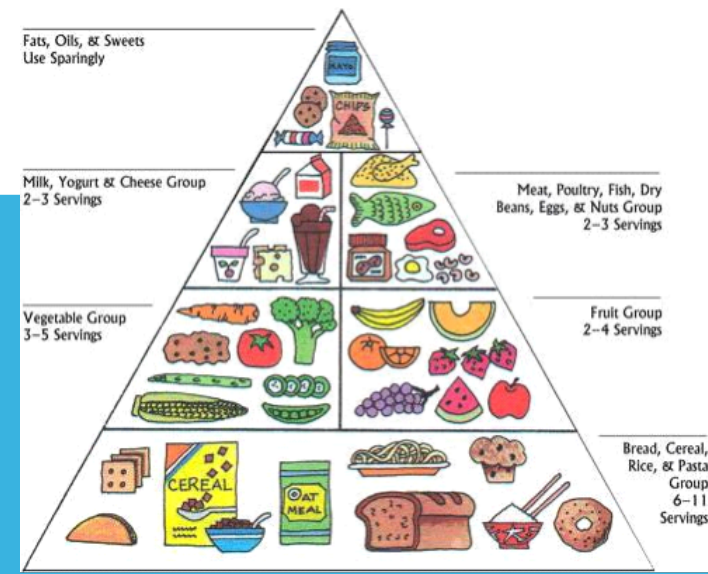 Fats, Oils, & Sweets
Use Sparingly
MAYO
CHIPS
Milk, Yogurt & Cheese Group
2–3 Servings
Meat, Poultry, Fish, Dry
Beans, Eggs, & Nuts Group
2–3 Servings
Vegetable Group
3–5 Servings
Fruit Group
2–4 Servings
Bread, Cereal,
Rice, & Pasta
Group
6–11
Servings
CEREAL
OAT
MEAL